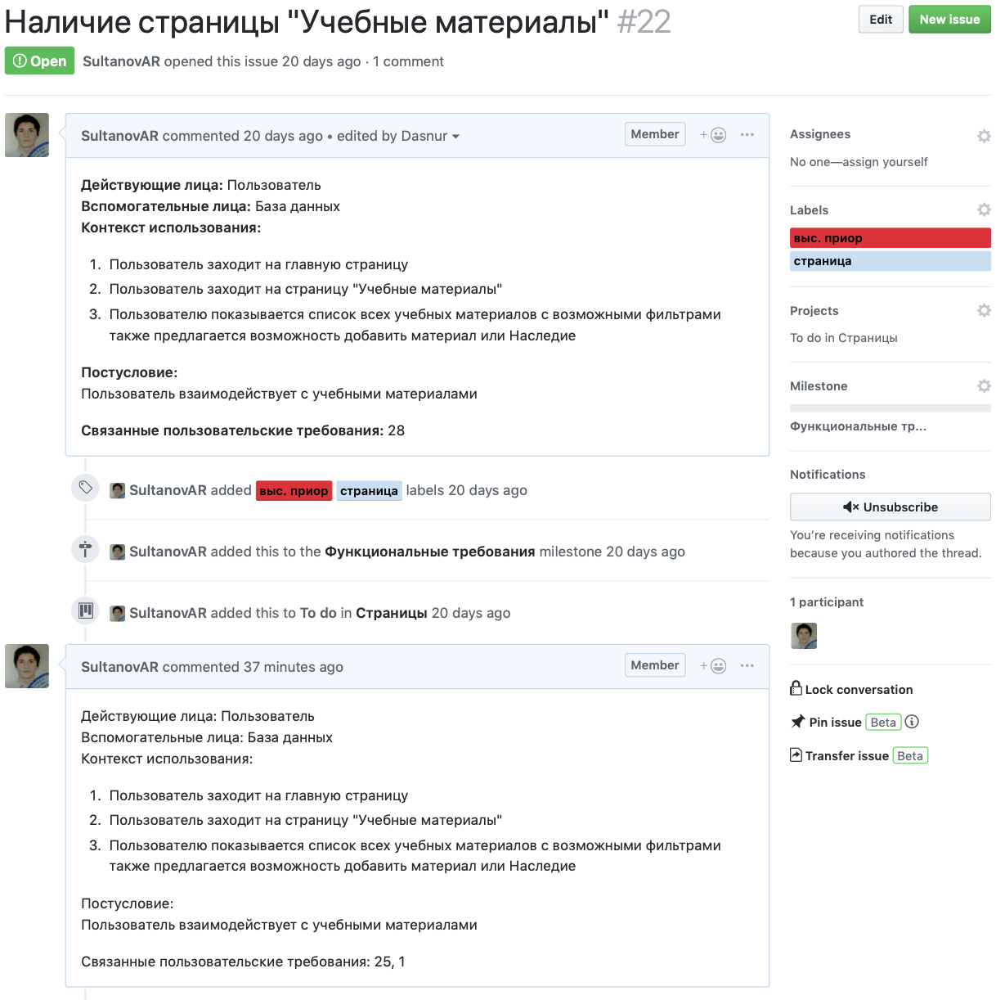 Наличие страницы "Учебные материалы" #22
Edit
New issue
Open
SultanovAR opened this issue 20 days ago · 1 comment
SultanovAR commented 20 days ago • edited by Dasnur
Member
Действующие лица: Пользователь
Вспомогательные лица: База данных
Контекст использования:
1. Пользователь заходит на главную страницу
2. Пользователь заходит на страницу "Учебные материалы"
3. Пользователю показывается список всех учебных материалов с возможными фильтрами
также предлагается возможность добавить материал или Наследие
Постусловие:
Пользователь взаимодействует с учебными материалами
Связанные пользовательские требования: 28
SultanovAR added выс. приор страница labels 20 days ago
SultanovAR added this to the Функциональные требования milestone 20 days ago
SultanovAR added this to To do in Страницы 20 days ago
SultanovAR commented 37 minutes ago
Member
Действующие лица: Пользователь
Вспомогательные лица: База данных
Контекст использования:
1. Пользователь заходит на главную страницу
2. Пользователь заходит на страницу "Учебные материалы"
3. Пользователю показывается список всех учебных материалов с возможными фильтрами
также предлагается возможность добавить материал или Наследие
Постусловие:
Пользователь взаимодействует с учебными материалами
Связанные пользовательские требования: 25, 1
Assignees
No one—assign yourself
Labels
выс. приор
страница
Projects
To do in Страницы
Milestone
Функциональные тр...
Notifications
Unsubscribe
You’re receiving notifications
because you authored the thread.
1 participant
Lock conversation
Pin issue Beta
Transfer issue Beta